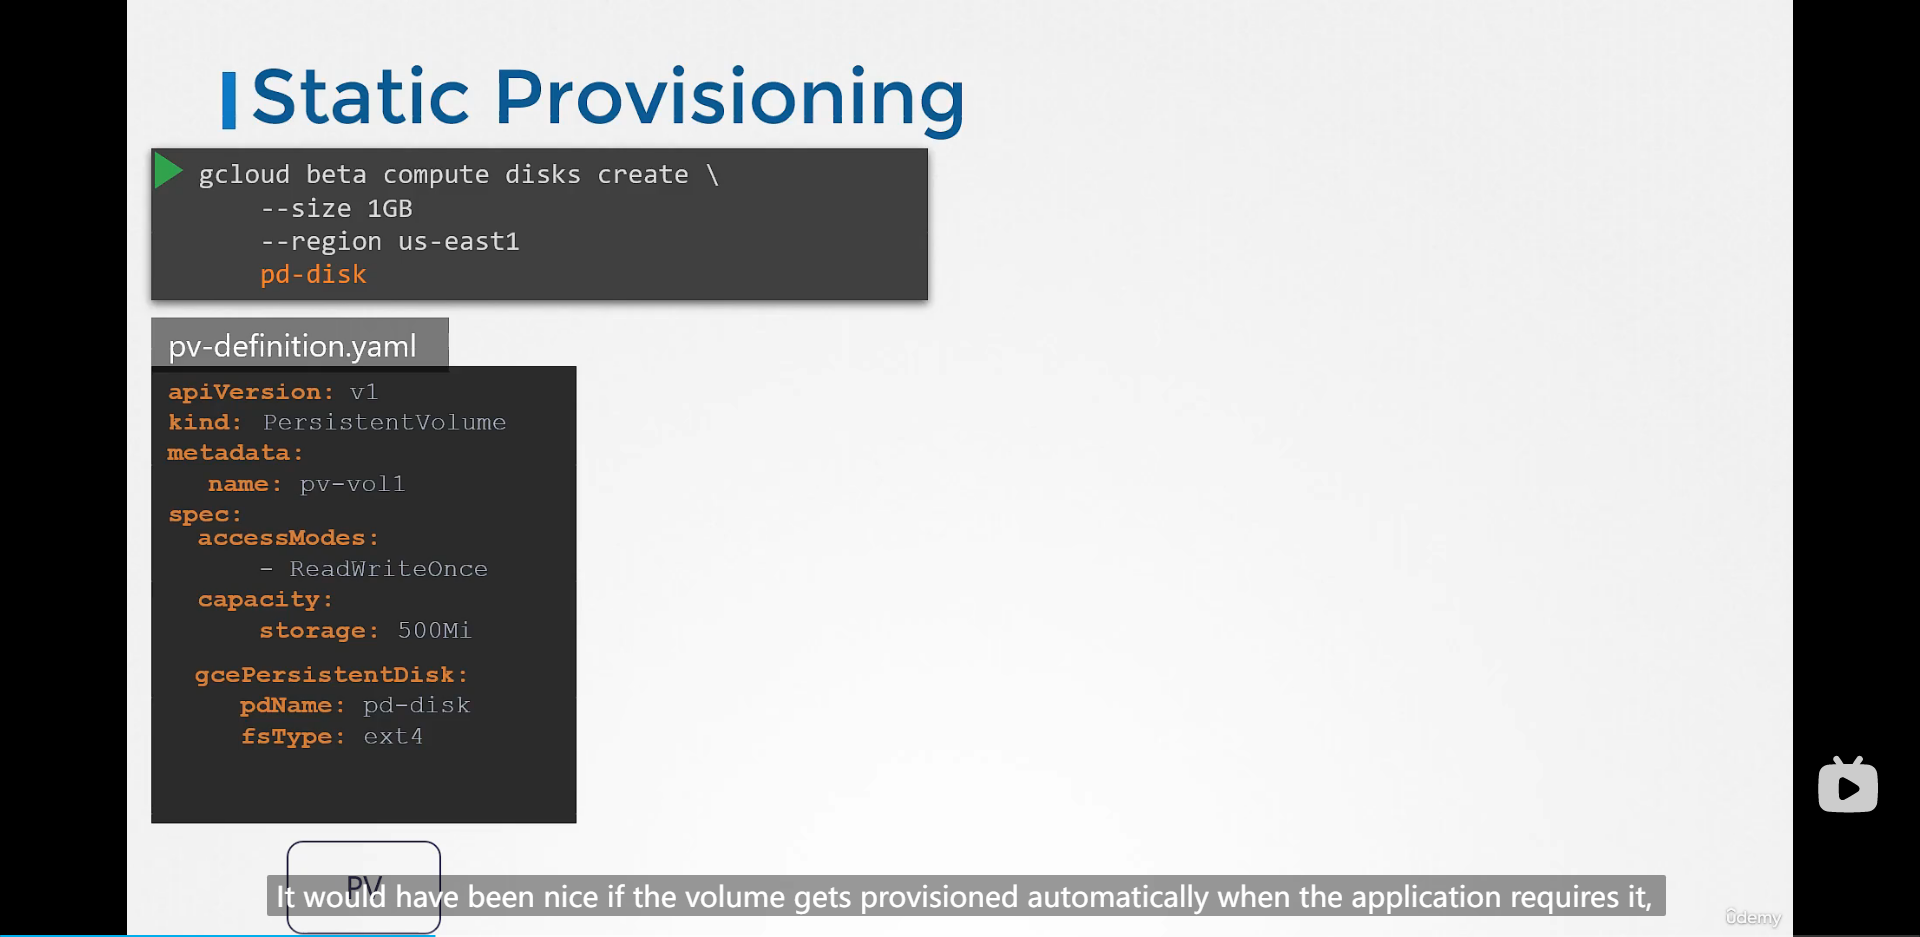 Static Provisioning
gcloud beta compute disks create \
--size 1GB
--region us-east1
pd-disk
pv-definition.yaml
apiVersion: v1
kind: PersistentVolume
metadata:
name: pv-vol1
spec:
accessModes:
- ReadWriteOnce
capacity:
storage: 500Mi
gcePersistentDisk:
pdName: pd-disk
fsType: ext4
PV
It would have been nice if the volume gets provisioned automatically when the application requires it,
ûdemy